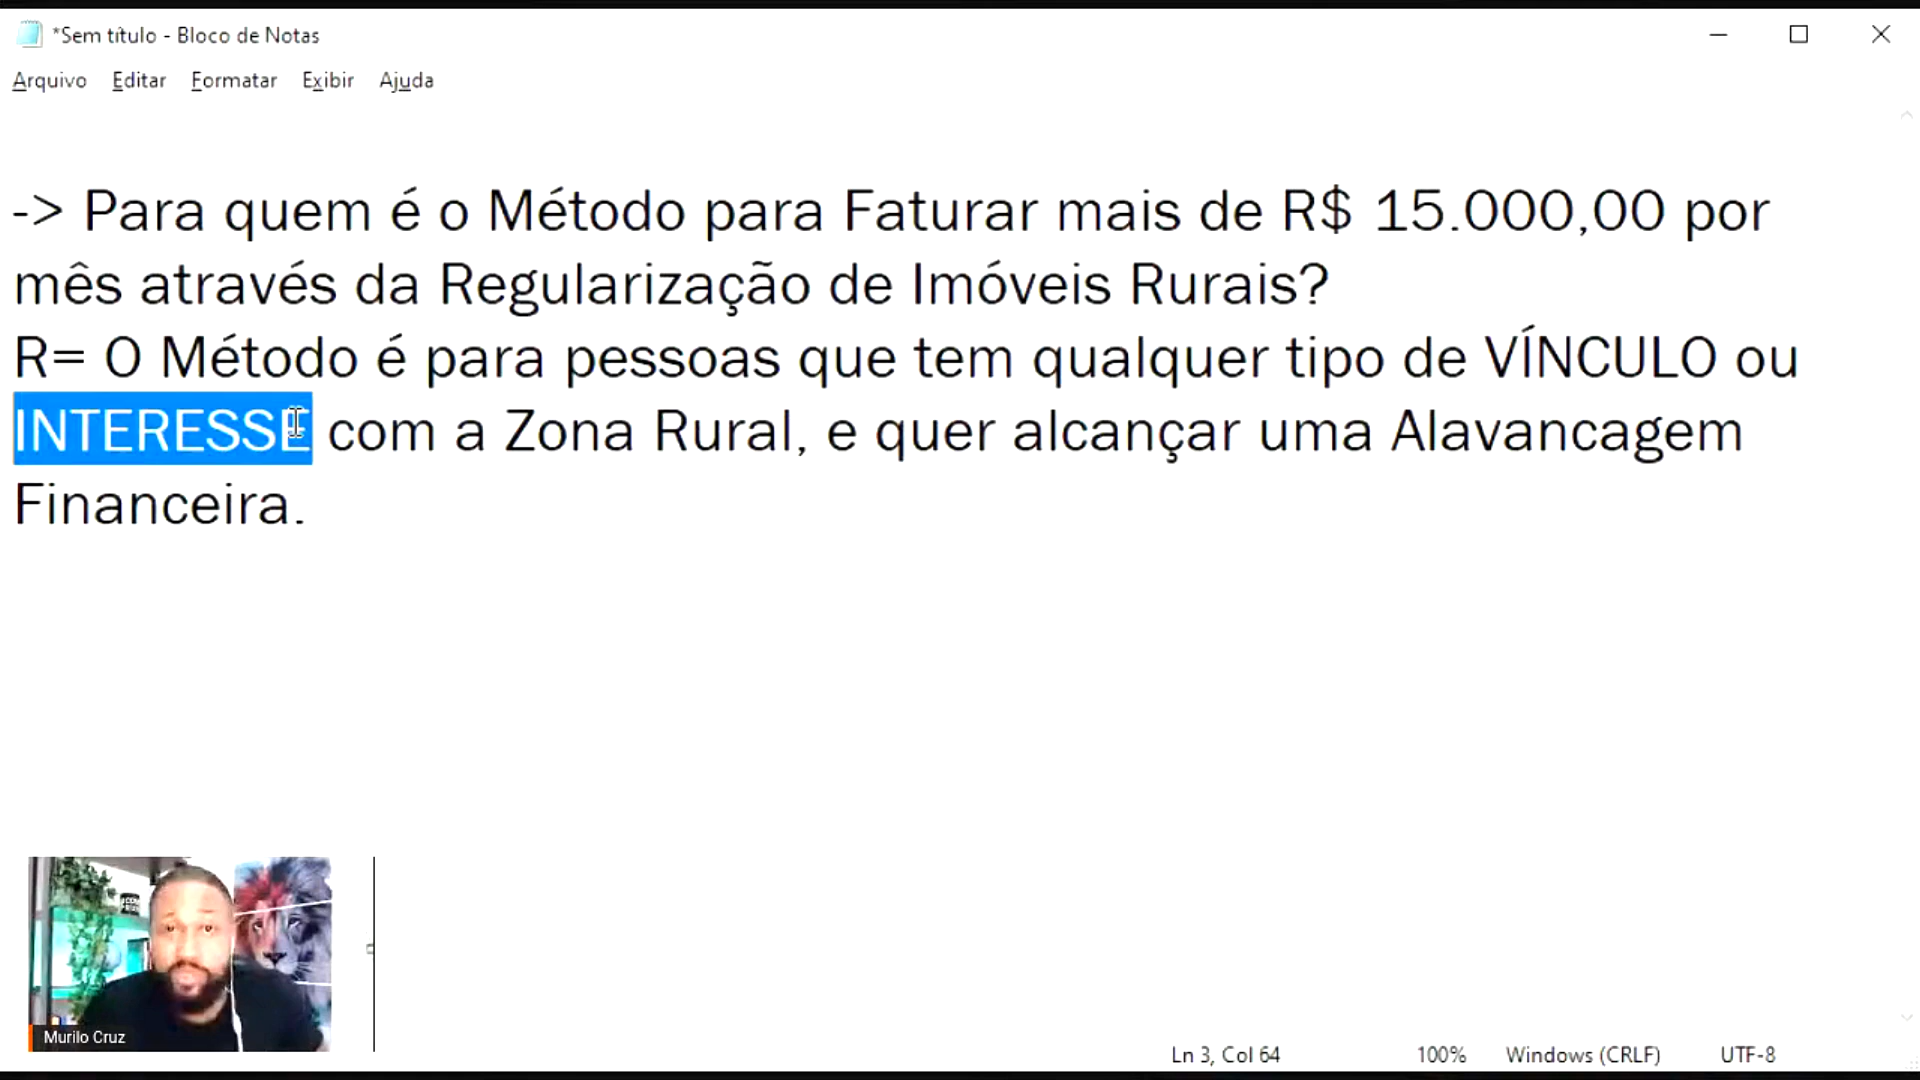 *Sem título - Bloco de Notas
Arquivo Editar Formatar Exibir Ajuda
-> Para quem é o Método para Faturar mais de R$ 15.000,00 por
mês através da Regularização de Imóveis Rurais?
R= O Método é para pessoas que tem qualquer tipo de VÍNCULO ou
INTERESSE com a Zona Rural, e quer alcançar uma Alavancagem
Financeira.
Murilo Cruz
Ln 3, Col 64 100% Windows (CRLF) UTF-8